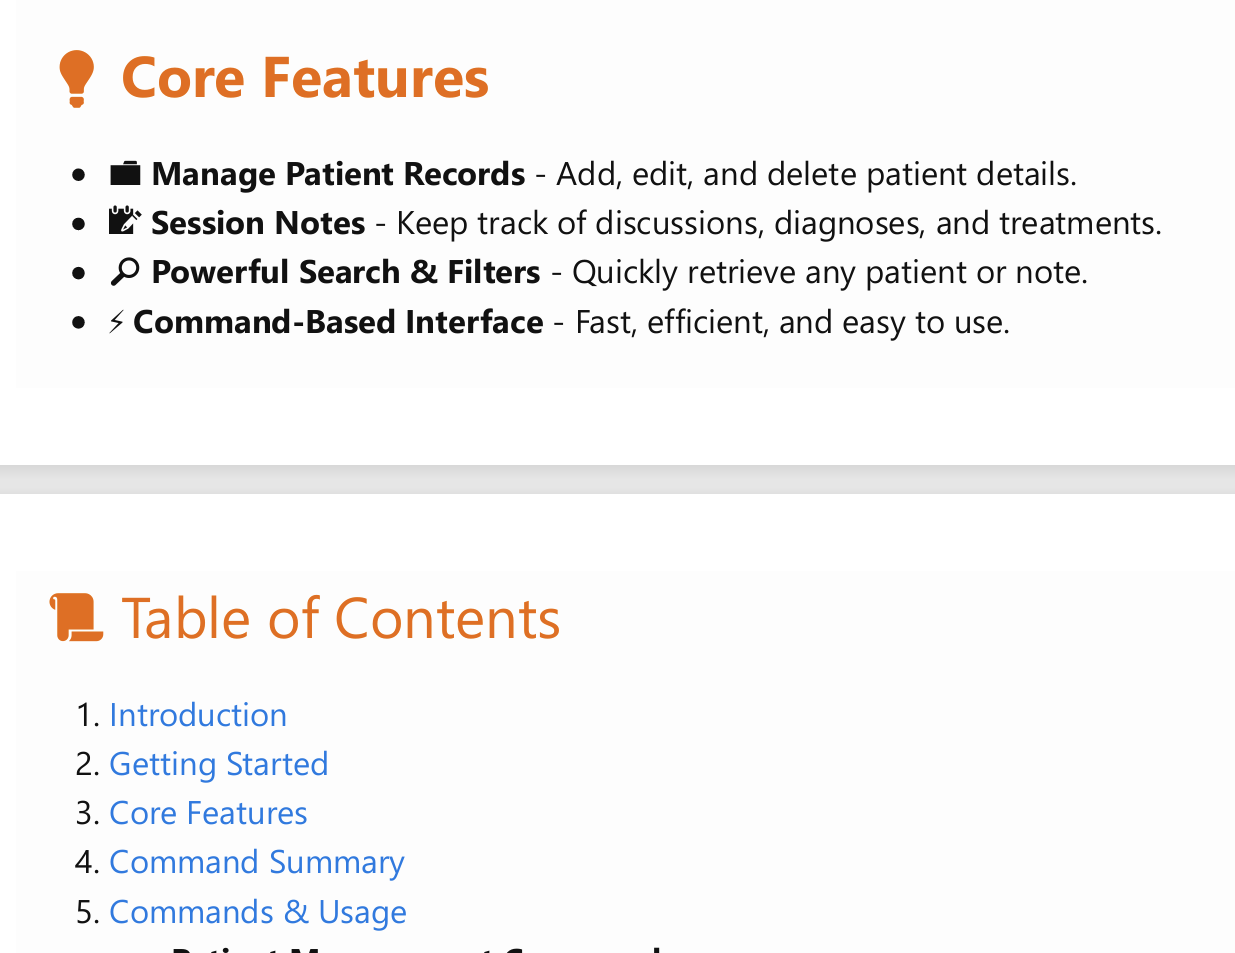 Core Features
Manage Patient Records - Add, edit, and delete patient details.
Session Notes - Keep track of discussions, diagnoses, and treatments.
Powerful Search & Filters - Quickly retrieve any patient or note.
⚡ Command-Based Interface - Fast, efficient, and easy to use.
Table of Contents
1. Introduction
2. Getting Started
3. Core Features
4. Command Summary
5. Commands & Usage